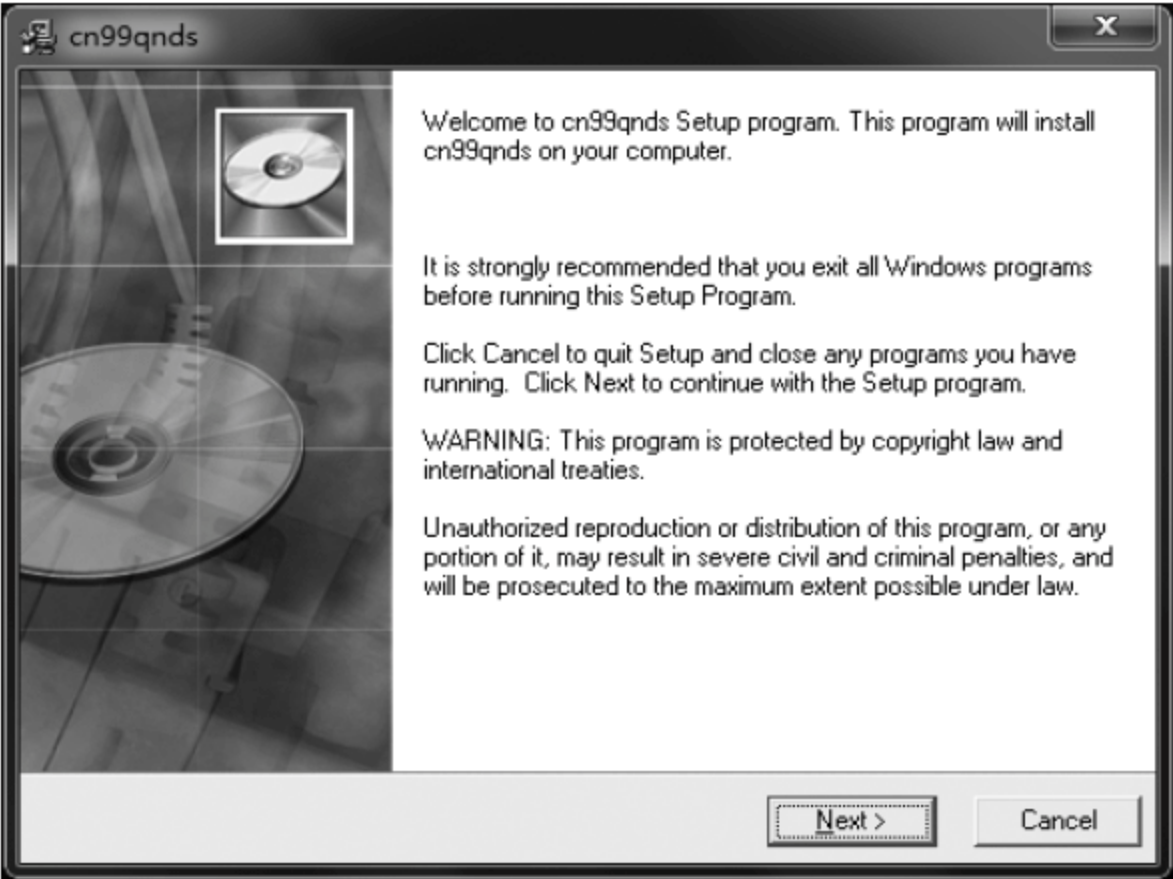 cn99qnds
Welcome to cn99qnds Setup program. This program will install
cn99qnds on your computer.
It is strongly recommended that you exit all Windows programs
before running this Setup Program.
Click Cancel to quit Setup and close any programs you have
running.  Click Next to continue with the Setup program.
WARNING: This program is protected by copyright law and
international treaties.
Unauthorized reproduction or distribution of this program, or any
portion of it, may result in severe civil and criminal penalties, and
will be prosecuted to the maximum extent possible under law.
Next >
Cancel